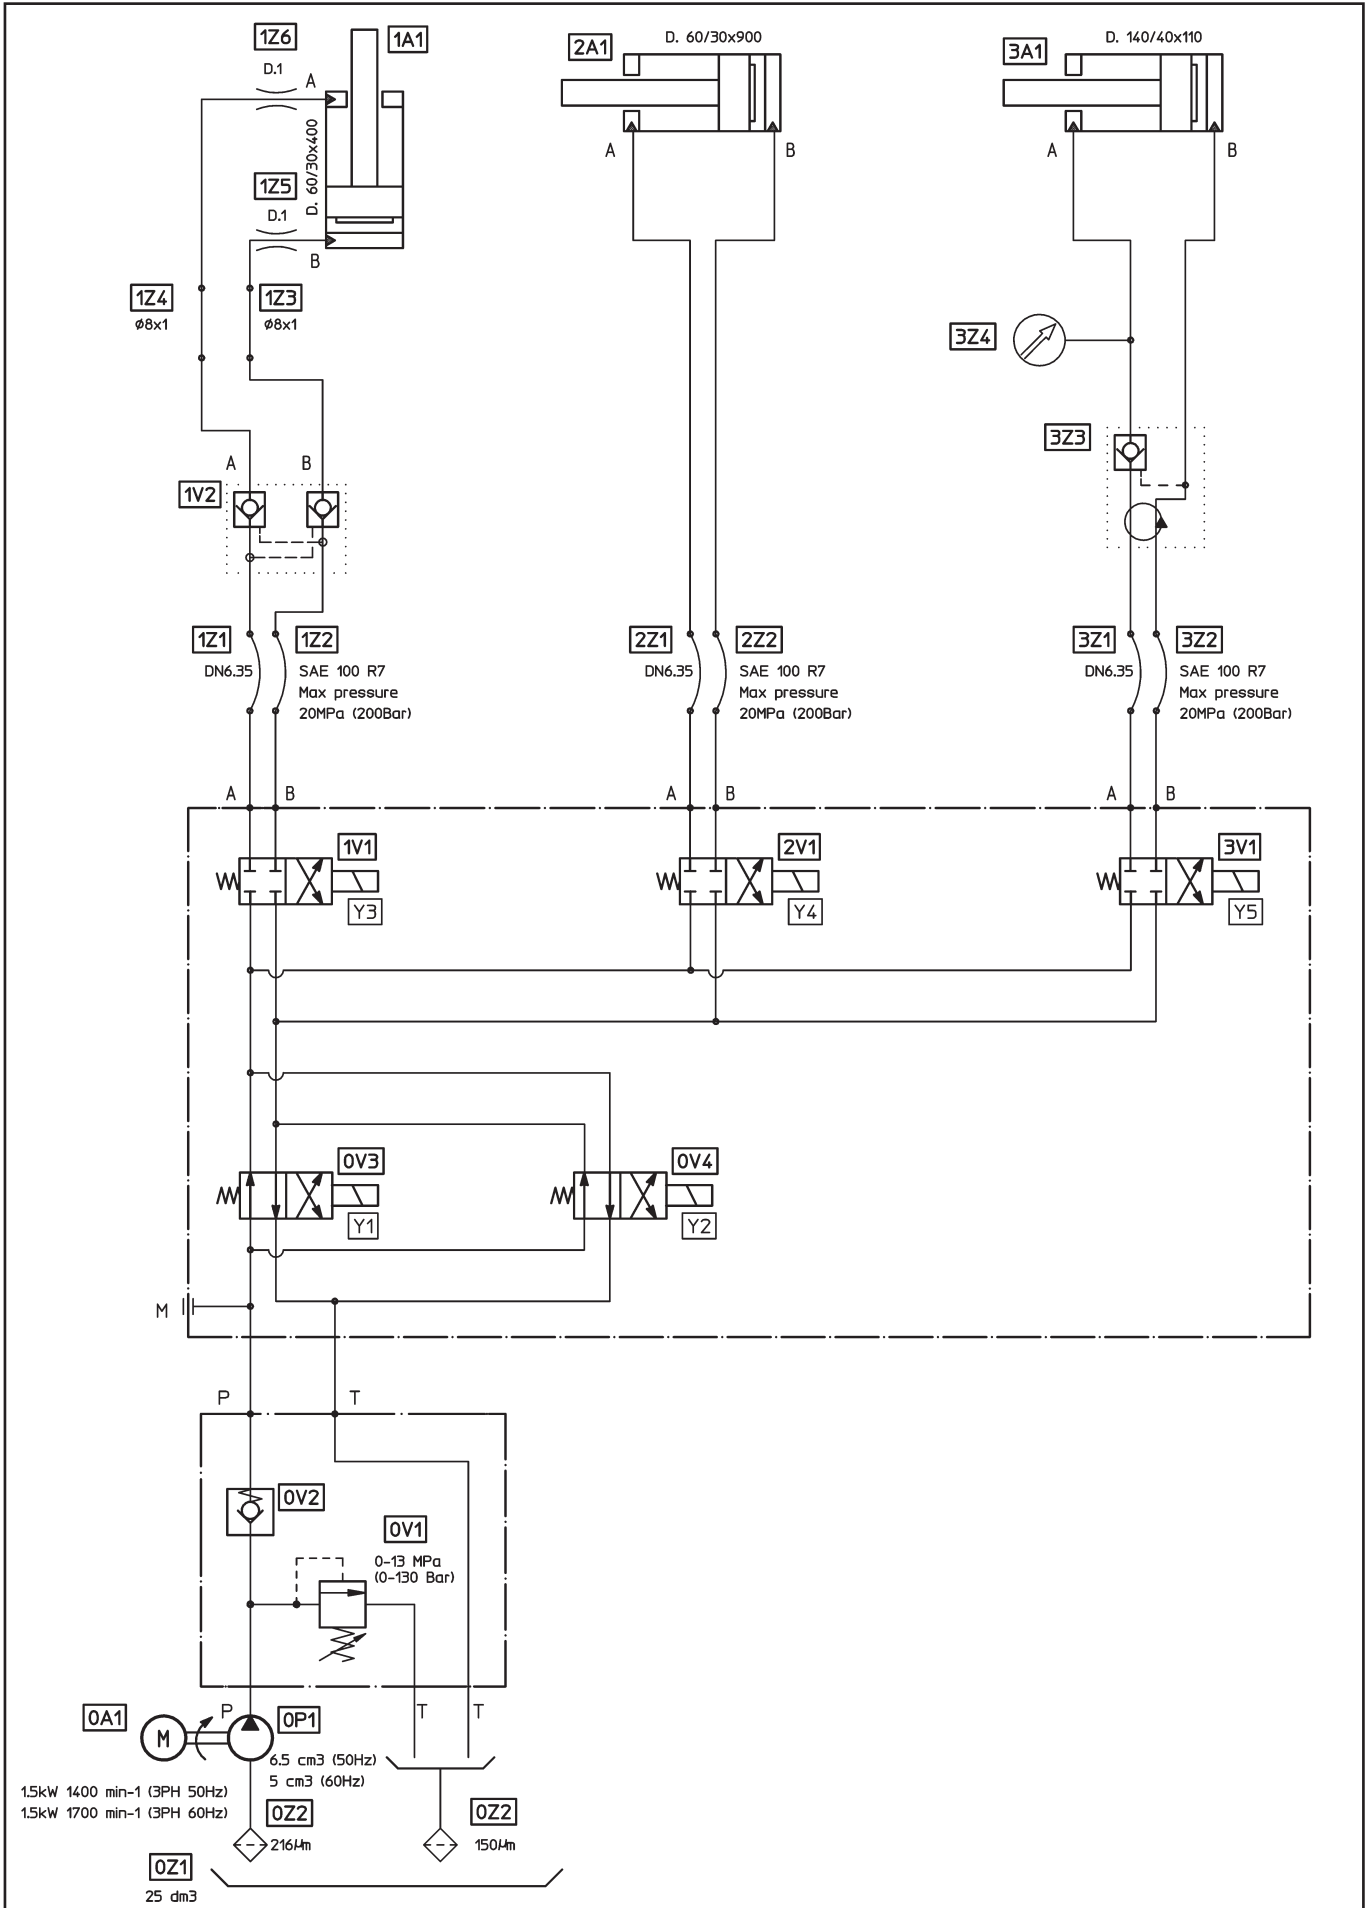 1Z6
1A1
D.1
A
D. 60/30x400
1Z5
D.1
B
1Z4
Ø8x1
1Z3
Ø8x1
A
B
1V2
1Z1
DN6.35
1Z2
SAE 100 R7
Max pressure
20MPa (200Bar)
A
B
2A1
D. 60/30x900
A
B
2Z1
DN6.35
2Z2
SAE 100 R7
Max pressure
20MPa (200Bar)
A
B
3A1
D. 140/40x110
A
B
3Z4
3Z3
3Z1
DN6.35
3Z2
SAE 100 R7
Max pressure
20MPa (200Bar)
A
B
1V1
Y3
2V1
Y4
3V1
Y5
0V3
Y1
0V4
Y2
M
P
T
0V2
0V1
0-13 MPa
(0-130 Bar)
0A1
M
P
0P1
T
T
6.5 cm3 (50Hz)
5 cm3 (60Hz)
1.5kW 1400 min-1 (3PH 50Hz)
1.5kW 1700 min-1 (3PH 60Hz)
0Z2
216µm
0Z2
150µm
0Z1
25 dm3